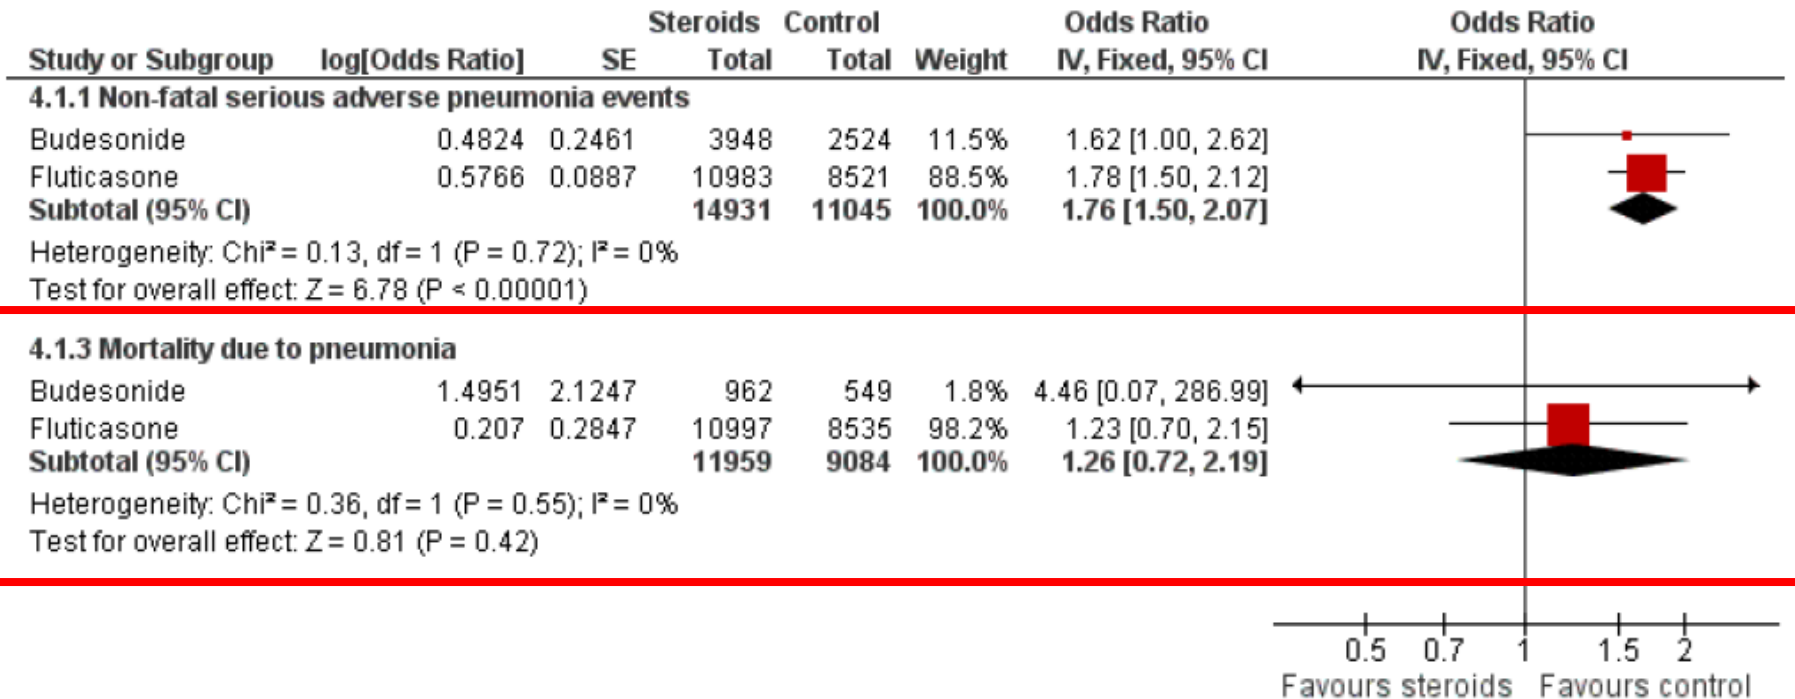 Steroids Control Odds Ratio Odds Ratio
Study or Subgroup log[Odds Ratio] SE Total Total Weight IV, Fixed, 95% CI IV, Fixed, 95% CI
4.1.1 Non-fatal serious adverse pneumonia events
Budesonide 0.4824 0.2461 3948 2524 11.5% 1.62 [1.00, 2.62]
Fluticasone 0.5766 0.0887 10983 8521 88.5% 1.78 [1.50, 2.12]
Subtotal (95% CI) 14931 11045 100.0% 1.76 [1.50, 2.07]
Heterogeneity: Chi² = 0.13, df = 1 (P = 0.72); I² = 0%
Test for overall effect: Z = 6.78 (P < 0.00001)
4.1.3 Mortality due to pneumonia
Budesonide 1.4951 2.1247 962 549 1.8% 4.46 [0.07, 286.99]
Fluticasone 0.207 0.2847 10997 8535 98.2% 1.23 [0.70, 2.15]
Subtotal (95% CI) 11959 9084 100.0% 1.26 [0.72, 2.19]
Heterogeneity: Chi² = 0.36, df = 1 (P = 0.55); I² = 0%
Test for overall effect: Z = 0.81 (P = 0.42)
0.5 0.7 1 1.5 2
Favours steroids Favours control